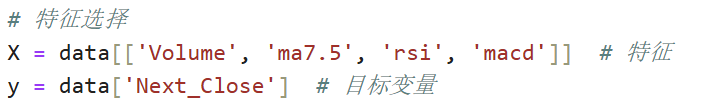 # 特征选择
X = data[['Volume', 'ma7.5', 'rsi', 'macd']]  # 特征
y = data['Next_Close']  # 目标变量